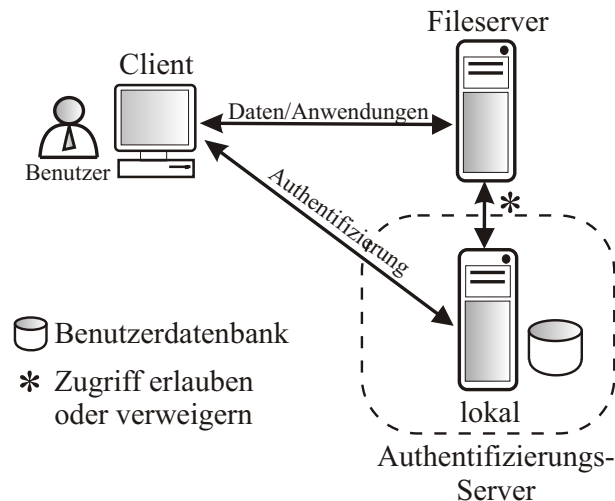 Fileserver
Client
Daten/Anwendungen
Benutzer
Authentifizierung
*
Benutzerdatenbank
* Zugriff erlauben
oder verweigern
lokal
Authentifizierungs-
Server